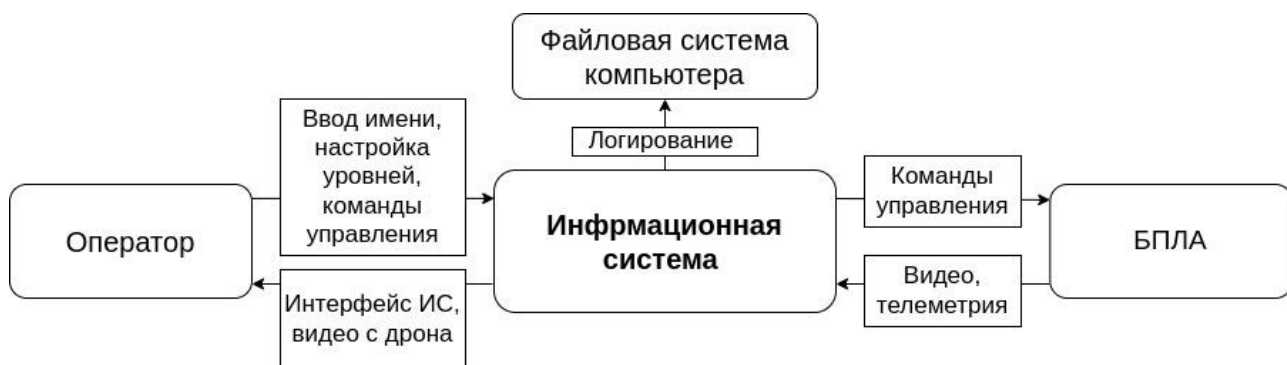 Файловая система
компьютера
Логирование
Ввод имени,
настройка
уровней,
команды
управления
Оператор
Интерфейс ИС,
видео с дрона
Инфрмационная
система
Команды
управления
Видео,
телеметрия
БПЛА